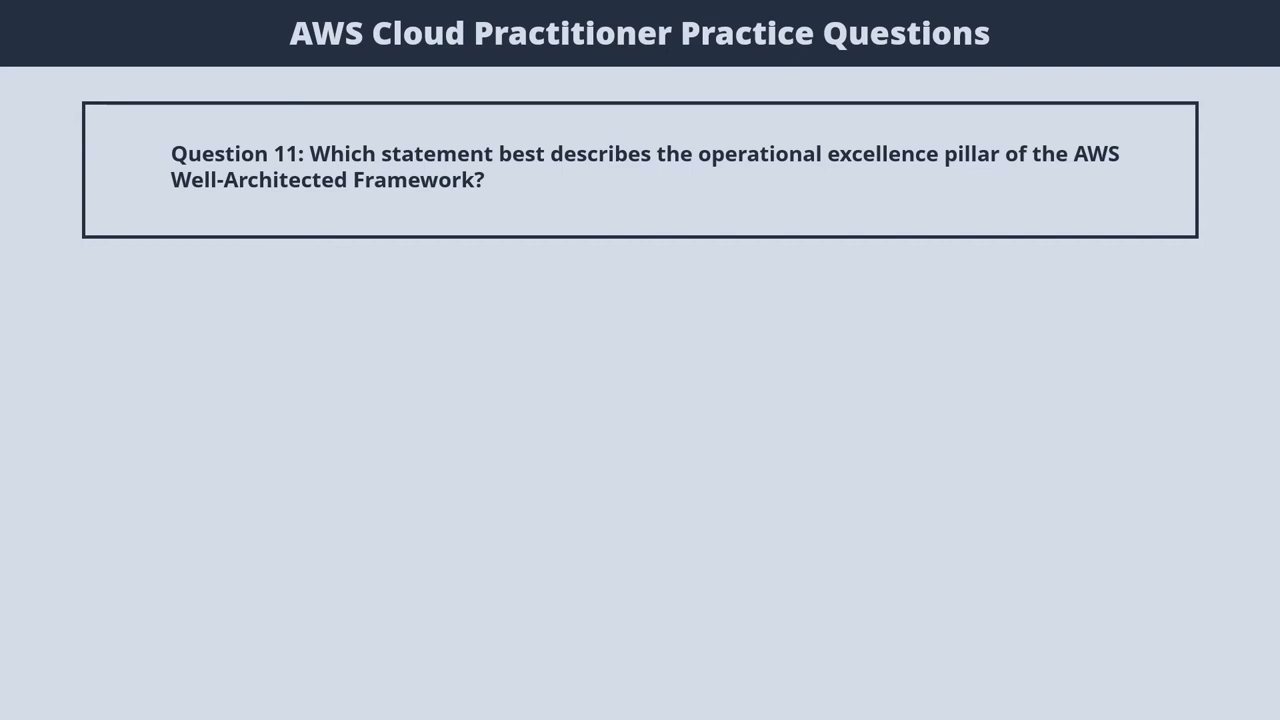 AWS Cloud Practitioner Practice Questions
Question 11: Which statement best describes the operational excellence pillar of the AWS
Well-Architected Framework?